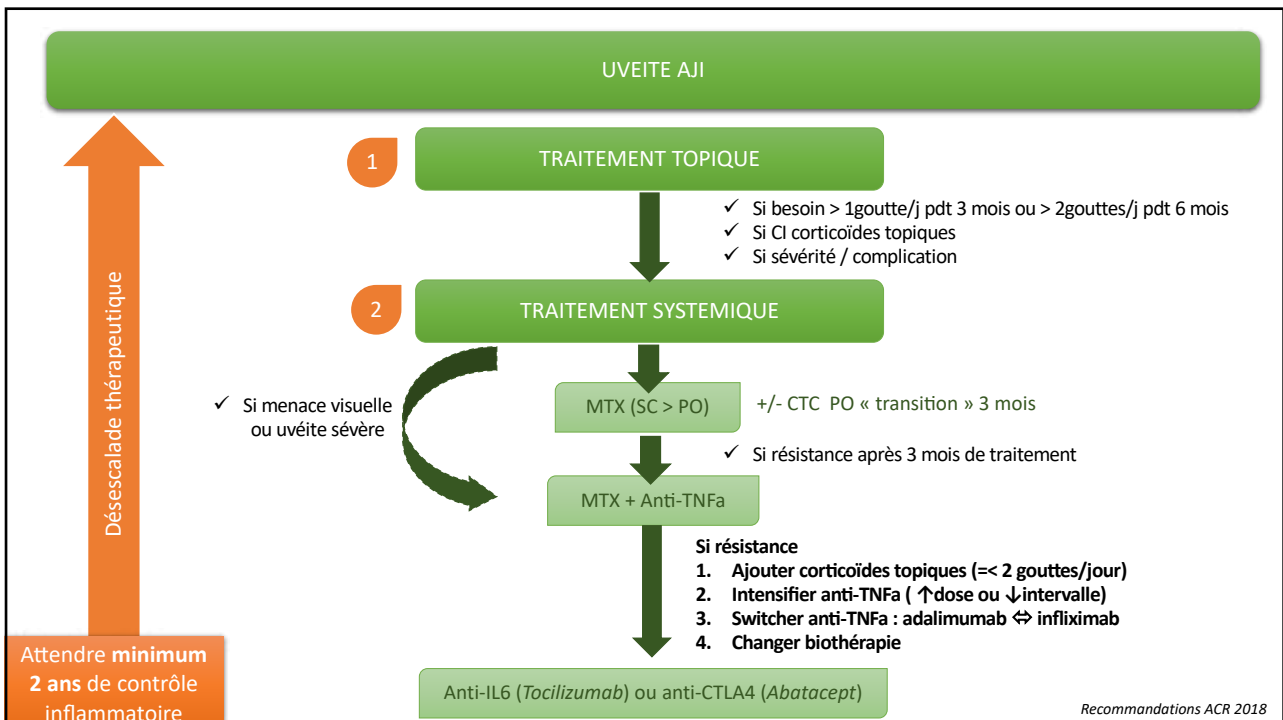 UVEITE AJI
1
TRAITEMENT TOPIQUE
✓ Si besoin > 1goutte/j pdt 3 mois ou > 2gouttes/j pdt 6 mois
✓ Si CI corticoïdes topiques
✓ Si sévérité / complication
2
TRAITEMENT SYSTEMIQUE
✓ Si menace visuelle
ou uvéite sévère
MTX (SC > PO)
+/- CTC PO « transition » 3 mois
✓ Si résistance après 3 mois de traitement
MTX + Anti-TNFa
Si résistance
1. Ajouter corticoïdes topiques (=< 2 gouttes/jour)
2. Intensifier anti-TNFa ( ↑dose ou ↓intervalle)
3. Switcher anti-TNFa : adalimumab ⇔ infliximab
4. Changer biothérapie
Anti-IL6 (Tocilizumab) ou anti-CTLA4 (Abatacept)
Désescalade thérapeutique
Attendre minimum
2 ans de contrôle
inflammatoire
Recommandations ACR 2018